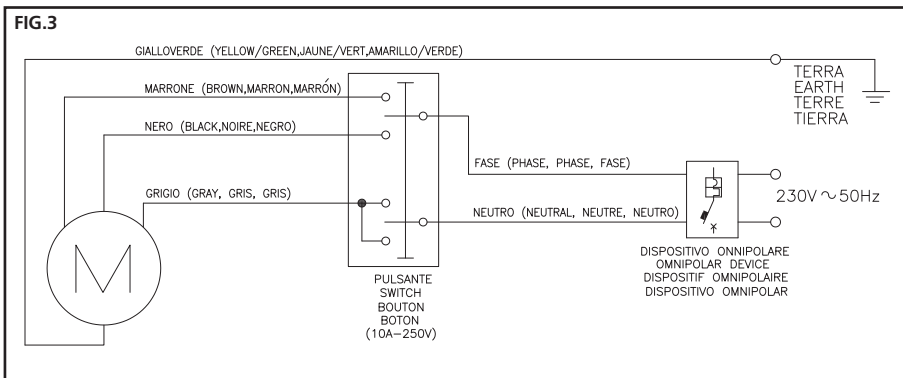 FIG.3
GIALLOVERDE (YELLOW/GREEN,JAUNE/VERT,AMARILLO/VERDE)
TERRA
EARTH
TERRE
TIERRA
MARRONE (BROWN,MARRON,MARRÓN)
NERO (BLACK,NOIRE,NEGRO)
FASE (PHASE, PHASE, FASE)
GRIGIO (GRAY, GRIS, GRIS)
230V ~ 50Hz
NEUTRO (NEUTRAL, NEUTRE, NEUTRO)
M
DISPOSITIVO ONNIPOLARE
OMNIPOLAR DEVICE
DISPOSITIF OMNIPOLAIRE
DISPOSITIVO OMNIPOLAR
PULSANTE
SWITCH
BOUTON
BOTON
(10A-250V)